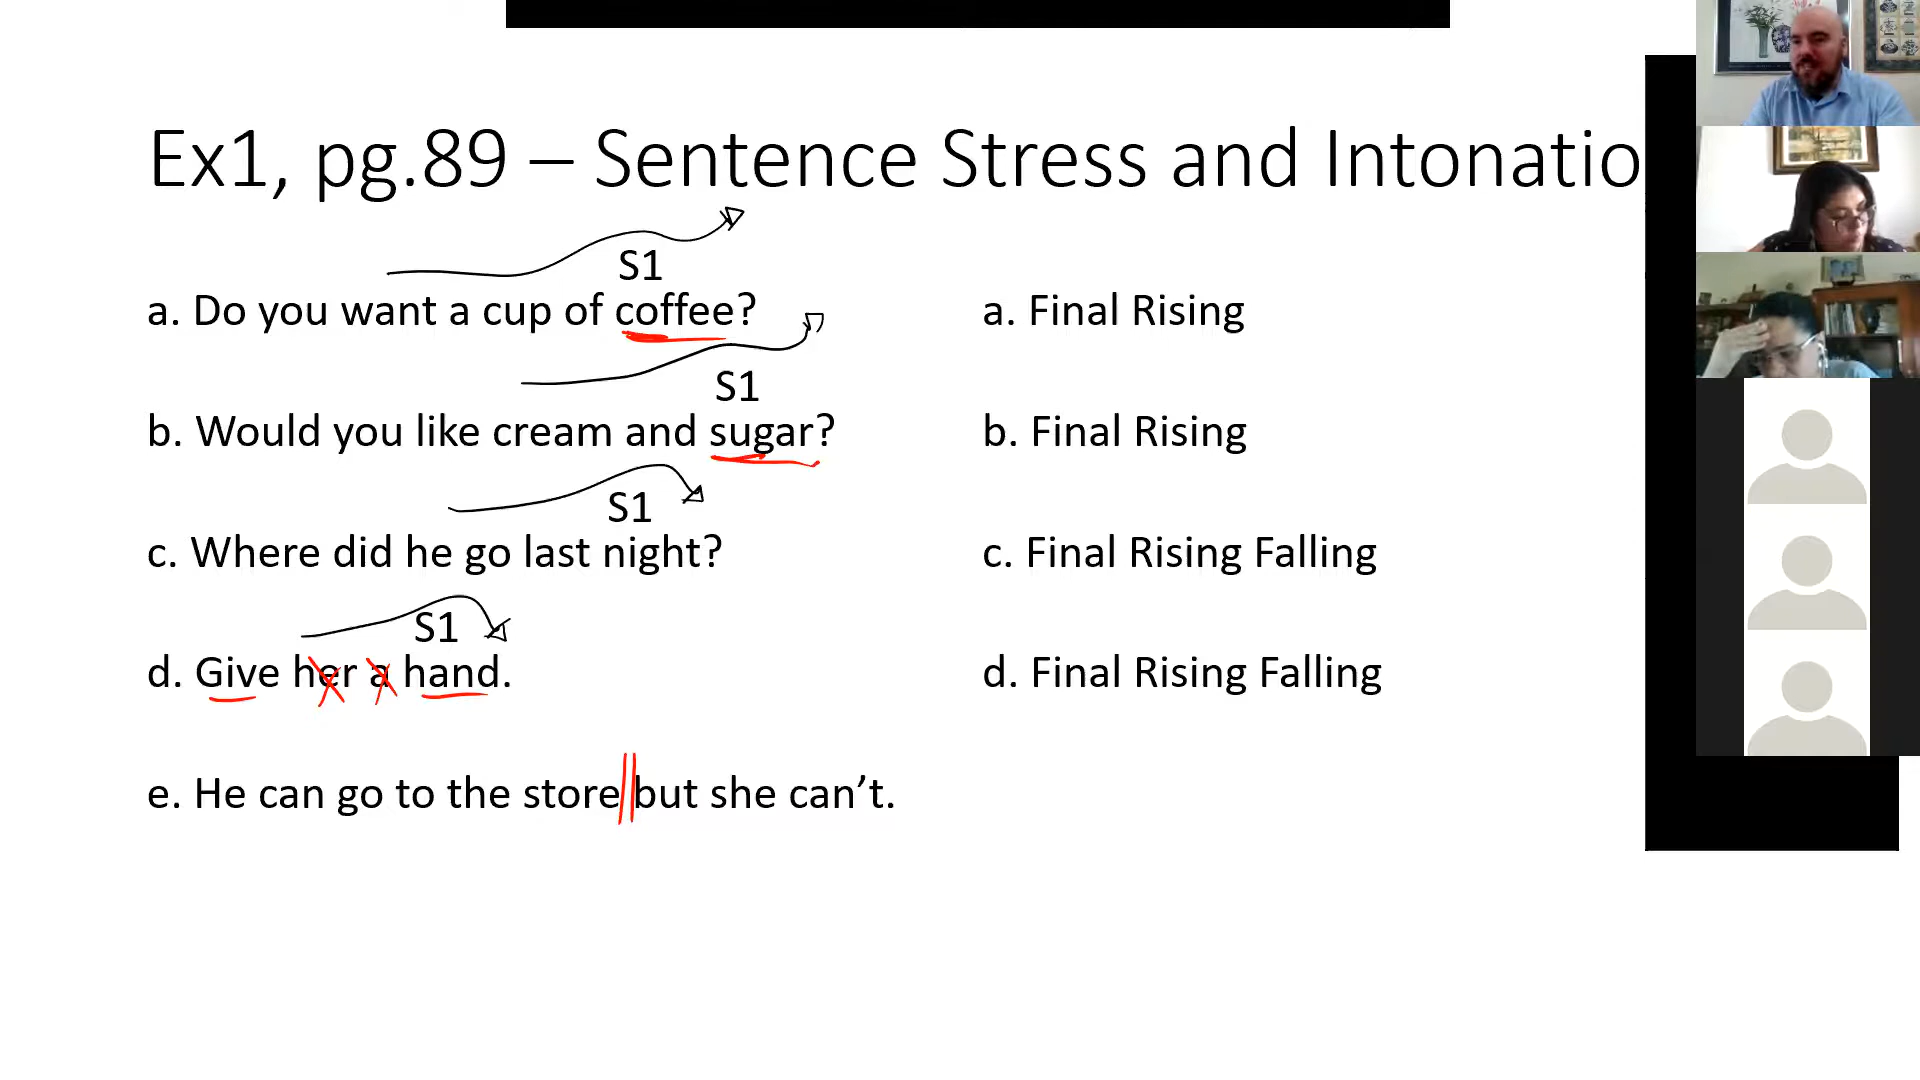 Ex1, pg.89 – Sentence Stress and Intonatio
S1
a. Do you want a cup of coffee?
a. Final Rising
S1
b. Would you like cream and sugar?
b. Final Rising
S1
c. Where did he go last night?
c. Final Rising Falling
S1
d. Give her a hand.
d. Final Rising Falling
e. He can go to the store but she can’t.